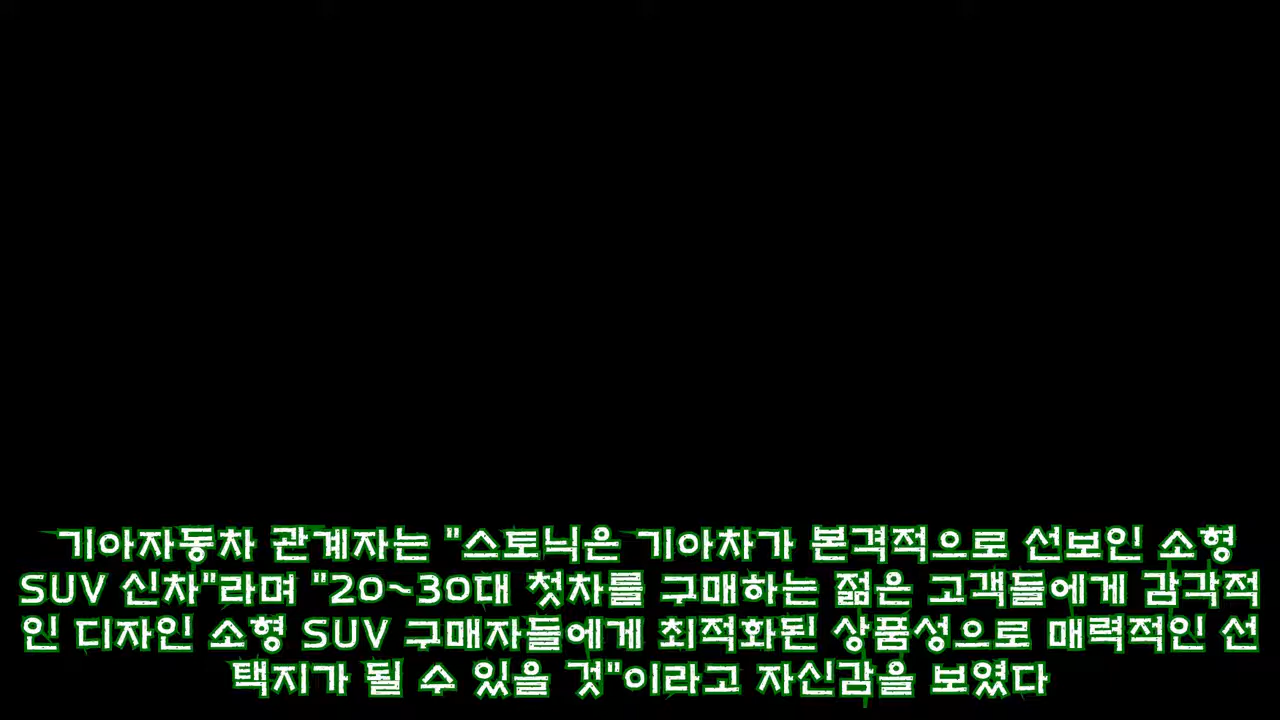 기아자동차 관계자는 "스토닉은 기아차가 본격적으로 선보인 소형
SUV 신차"라며 "20~30대 첫차를 구매하는 젊은 고객들에게 감각적
인 디자인 소형 SUV 구매자들에게 최적화된 상품성으로 매력적인 선
택지가 될 수 있을 것"이라고 자신감을 보였다